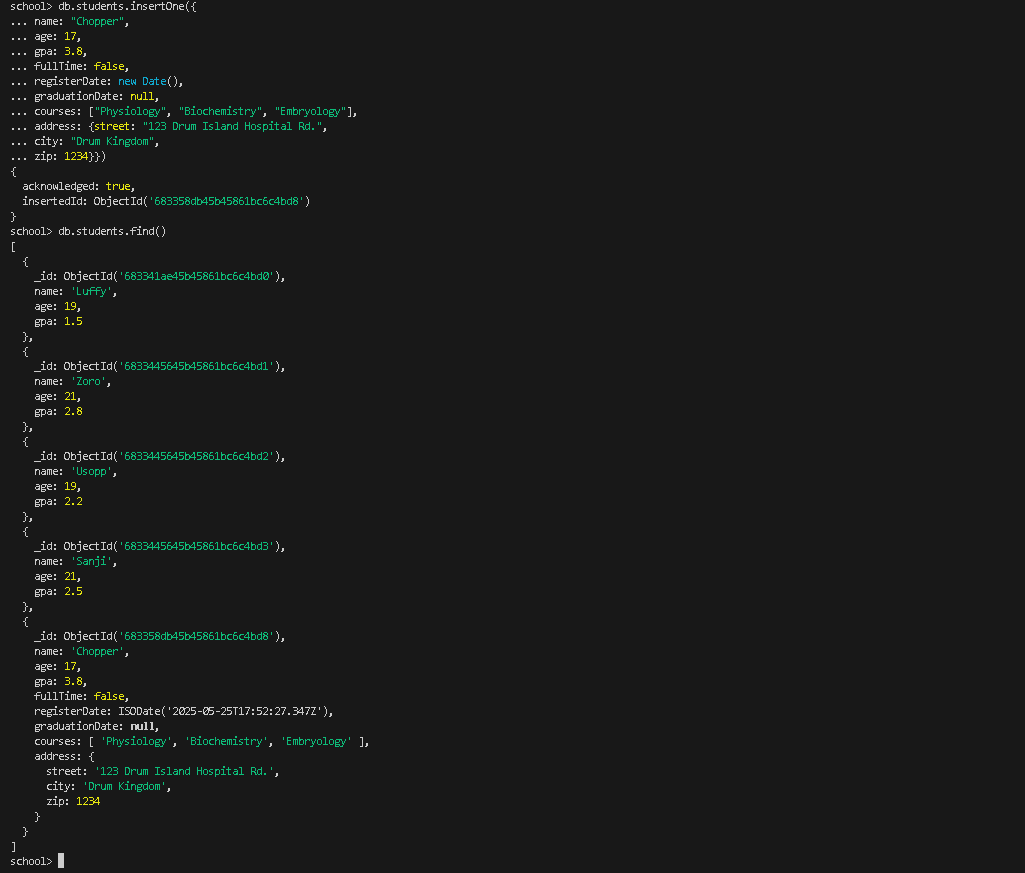 school> db.students.insertOne({
... name: "Chopper",
... age: 17,
... gpa: 3.8,
... fullTime: false,
... registerDate: new Date(),
... graduationDate: null,
... courses: ["Physiology", "Biochemistry", "Embryology"],
... address: {street: "123 Drum Island Hospital Rd.",
... city: "Drum Kingdom",
... zip: 1234}})
{
  acknowledged: true,
  insertedId: ObjectId('683358db45b45861bc6c4bd8')
}
school> db.students.find()
[
  {
    _id: ObjectId('683341ae45b45861bc6c4bd0'),
    name: 'Luffy',
    age: 19,
    gpa: 1.5
  },
  {
    _id: ObjectId('6833445645b45861bc6c4bd1'),
    name: 'Zoro',
    age: 21,
    gpa: 2.8
  },
  {
    _id: ObjectId('6833445645b45861bc6c4bd2'),
    name: 'Usopp',
    age: 19,
    gpa: 2.2
  },
  {
    _id: ObjectId('6833445645b45861bc6c4bd3'),
    name: 'Sanji',
    age: 21,
    gpa: 2.5
  },
  {
    _id: ObjectId('683358db45b45861bc6c4bd8'),
    name: 'Chopper',
    age: 17,
    gpa: 3.8,
    fullTime: false,
    registerDate: ISODate('2025-05-25T17:52:27.347Z'),
    graduationDate: null,
    courses: [ 'Physiology', 'Biochemistry', 'Embryology' ],
    address: {
      street: '123 Drum Island Hospital Rd.',
      city: 'Drum Kingdom',
      zip: 1234
    }
  }
]
school>